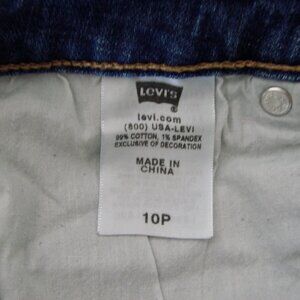 Levi's
levi.com
(800) USA-LEVI
99% COTTON, 1% SPANDEX
EXCLUSIVE OF DECORATION
MADE IN
CHINA
10P